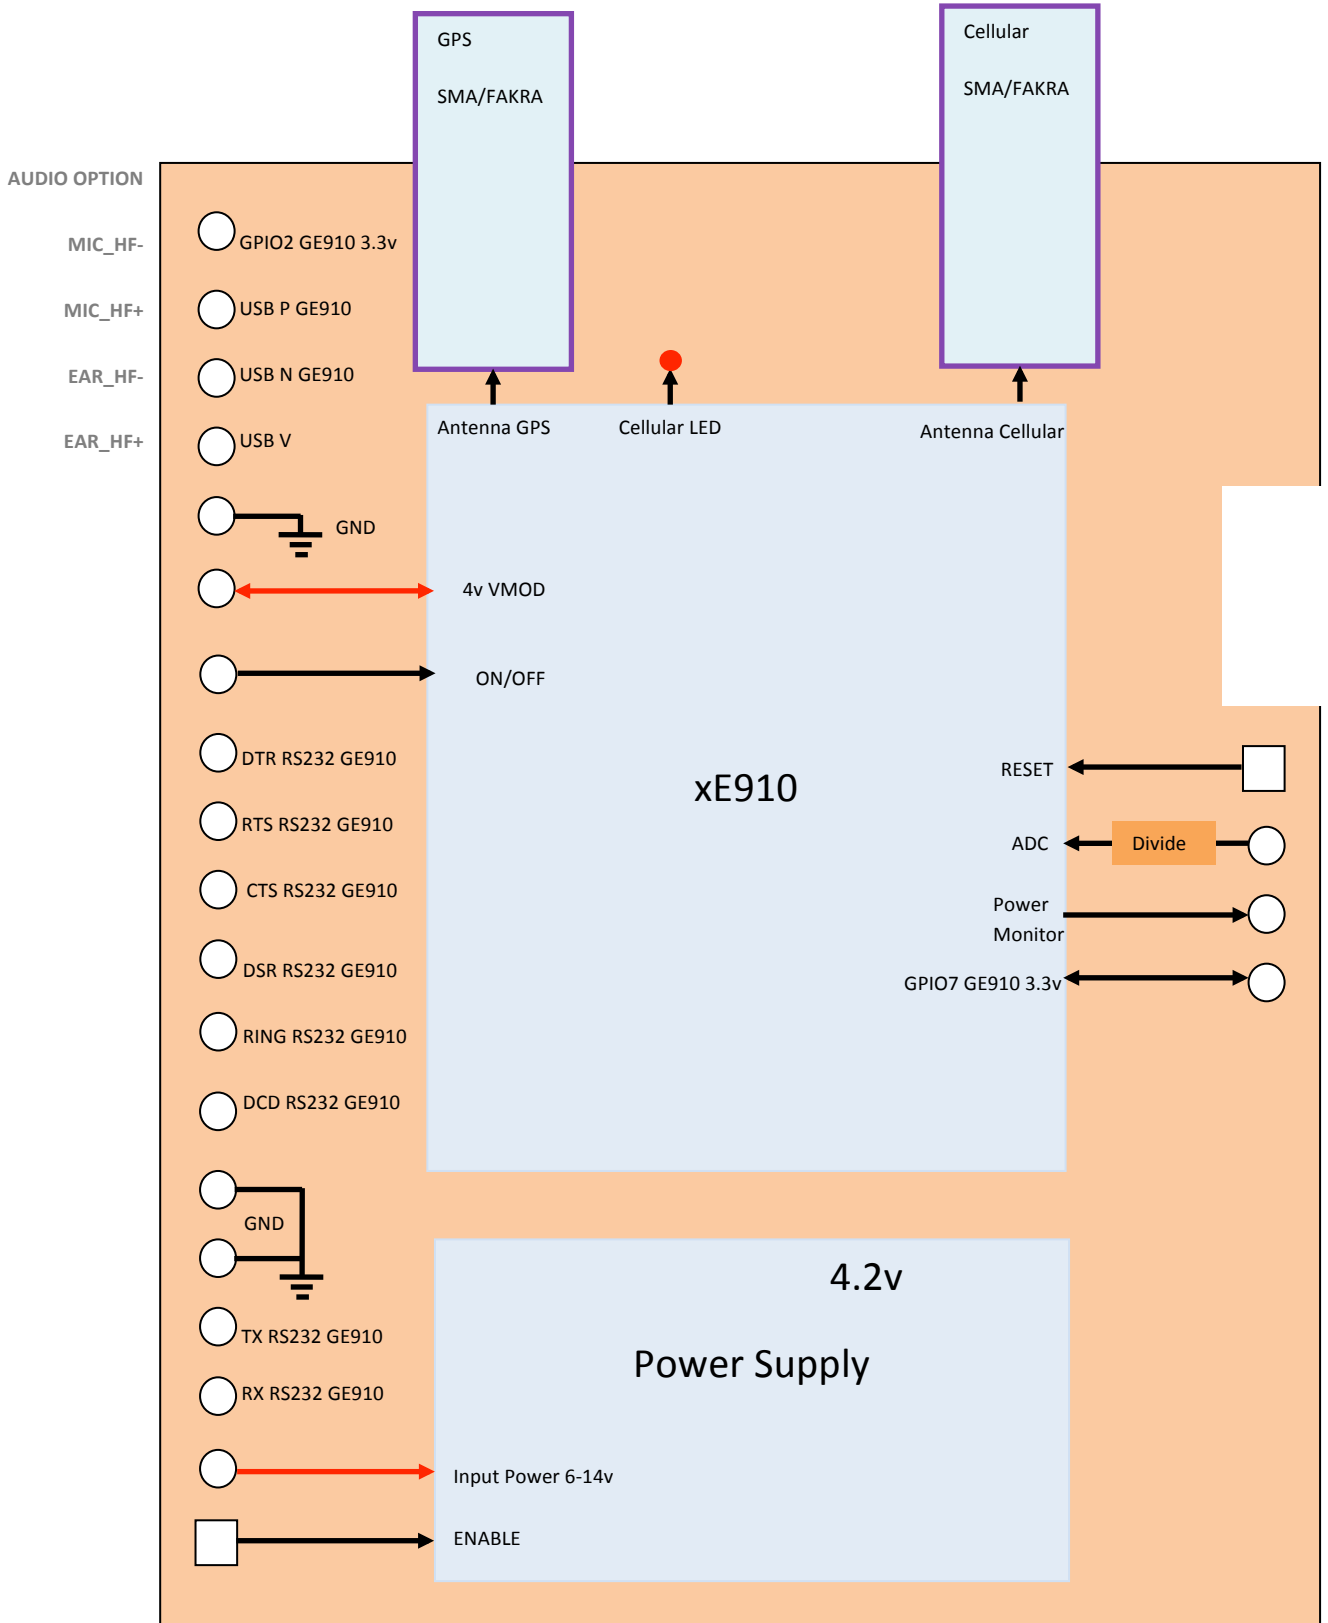 GPS
SMA/FAKRA
Cellular
SMA/FAKRA
AUDIO OPTION
MIC_HF-
GPIO2 GE910 3.3v
MIC_HF+
USB P GE910
EAR_HF-
USB N GE910
EAR_HF+
USB V
Antenna GPS
Cellular LED
Antenna Cellular
GND
4v VMOD
ON/OFF
DTR RS232 GE910
RTS RS232 GE910
CTS RS232 GE910
DSR RS232 GE910
RING RS232 GE910
DCD RS232 GE910
xE910
RESET
ADC
Divide
Power
Monitor
GPIO7 GE910 3.3v
GND
TX RS232 GE910
RX RS232 GE910
4.2v
Power Supply
Input Power 6-14v
ENABLE